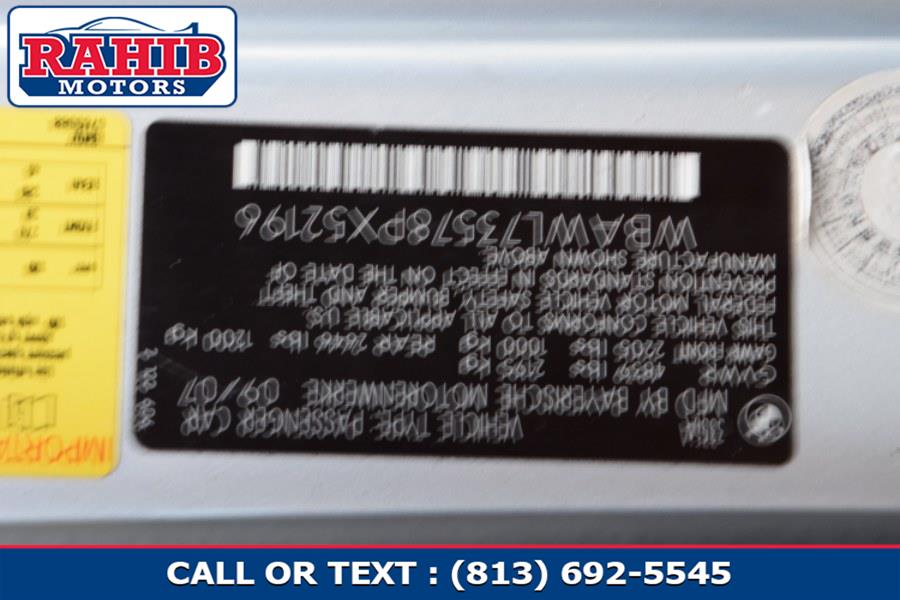 RAHIB
MOTORS
VEHICLE TYPE PASSENGER CAR
MFD BY BAYERISCHE MOTORENWERKE 09/07
GVWR 4839 lbs 2195 kg
GAWR FRONT 2205 lbs 1000 kg REAR 2646 lbs 1200 kg
THIS VEHICLE CONFORMS TO ALL APPLICABLE U.S.
FEDERAL MOTOR VEHICLE SAFETY BUMPER AND THEFT
PREVENTION STANDARDS IN EFFECT ON THE DATE OF
MANUFACTURE SHOWN ABOVE
WBAWL73578PX52196
IMPORTA
CALL OR TEXT : (813) 692-5545